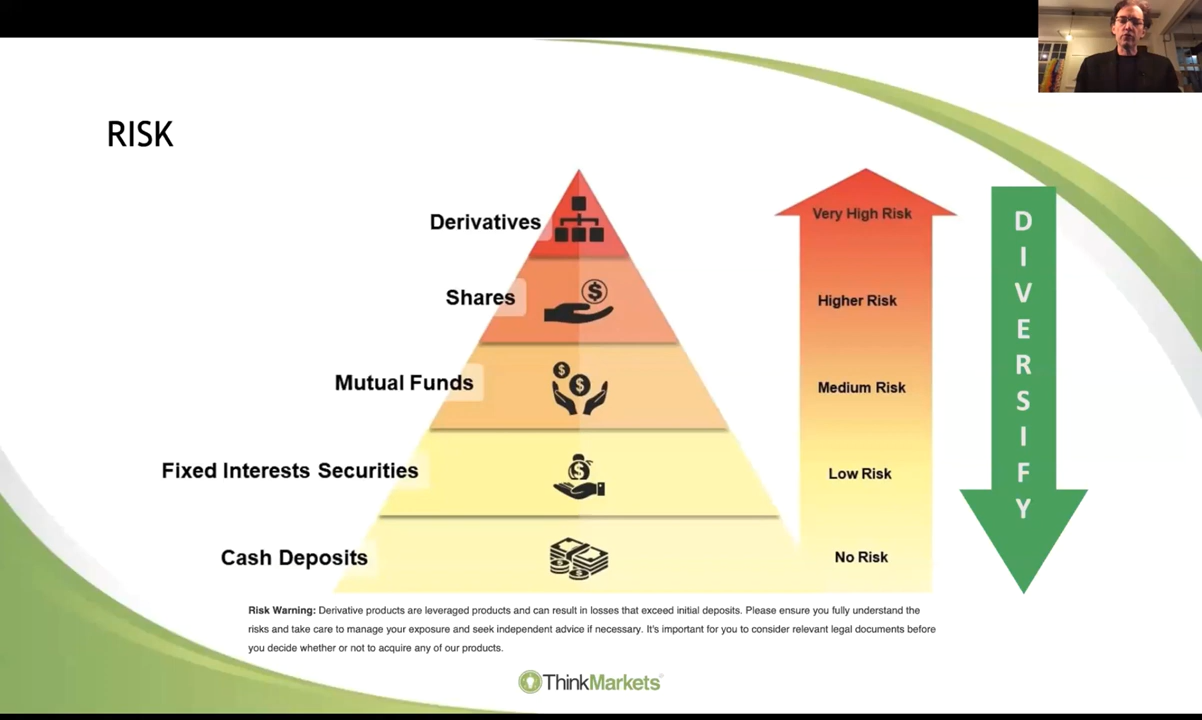 RISK
Derivatives
Very High Risk
Shares
Higher Risk
Mutual Funds
Medium Risk
Fixed Interests Securities
Low Risk
Cash Deposits
No Risk
DIVERSIFY
Risk Warning: Derivative products are leveraged products and can result in losses that exceed initial deposits. Please ensure you fully understand the
risks and take care to manage your exposure and seek independent advice if necessary. It's important for you to consider relevant legal documents before
you decide whether or not to acquire any of our products.
ThinkMarkets